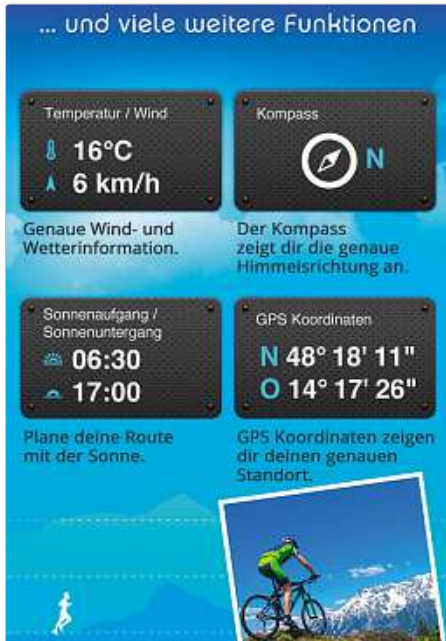 ... und viele weitere Funktionen
Temperatur / Wind
16°C
6 km/h
Genaue Wind- und
Wetterinformation.
Kompass
N
Der Kompass
zeigt dir die genaue
Himmelsrichtung an.
Sonnenaufgang /
Sonnenuntergang
06:30
17:00
Plane deine Route
mit der Sonne.
GPS Koordinaten
N 48° 18' 11"
O 14° 17' 26"
GPS Koordinaten zeigen
dir deinen genauen
Standort.